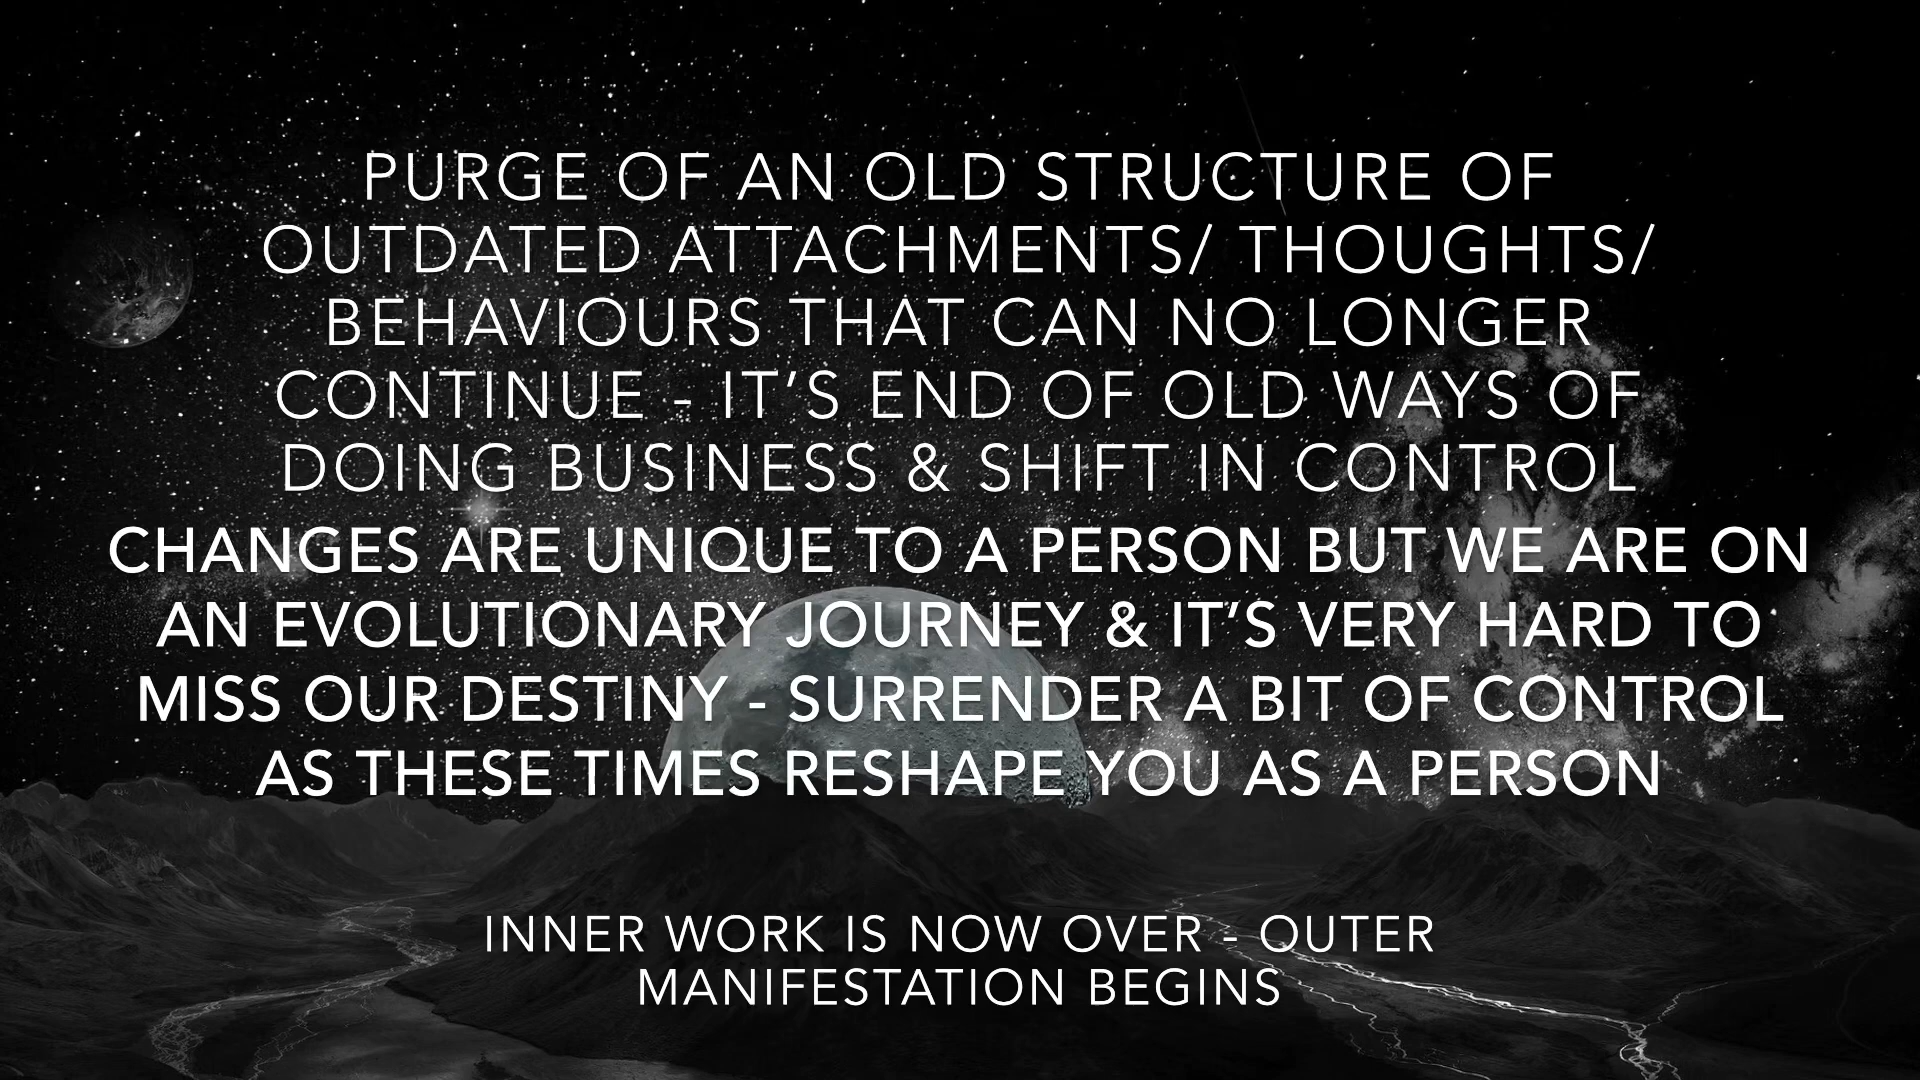 PURGE OF AN OLD STRUCTURE OF
OUTDATED ATTACHMENTS/ THOUGHTS/
BEHAVIOURS THAT CAN NO LONGER
CONTINUE - IT’S END OF OLD WAYS OF
DOING BUSINESS & SHIFT IN CONTROL
CHANGES ARE UNIQUE TO A PERSON BUT WE ARE ON
AN EVOLUTIONARY JOURNEY & IT’S VERY HARD TO
MISS OUR DESTINY - SURRENDER A BIT OF CONTROL
AS THESE TIMES RESHAPE YOU AS A PERSON
INNER WORK IS NOW OVER - OUTER
MANIFESTATION BEGINS